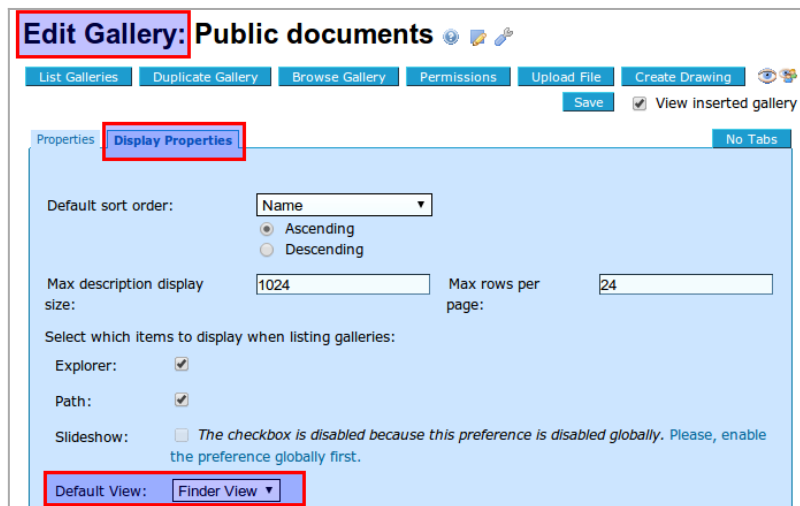 Edit Gallery: Public documents
List Galleries Duplicate Gallery Browse Gallery Permissions Upload File Create Drawing
Save View inserted gallery
Properties Display Properties No Tabs
Default sort order: Name
Ascending
Descending
Max description display size: 1024 Max rows per page: 24
Select which items to display when listing galleries:
Explorer:
Path:
Slideshow: The checkbox is disabled because this preference is disabled globally. Please, enable
the preference globally first.
Default View: Finder View